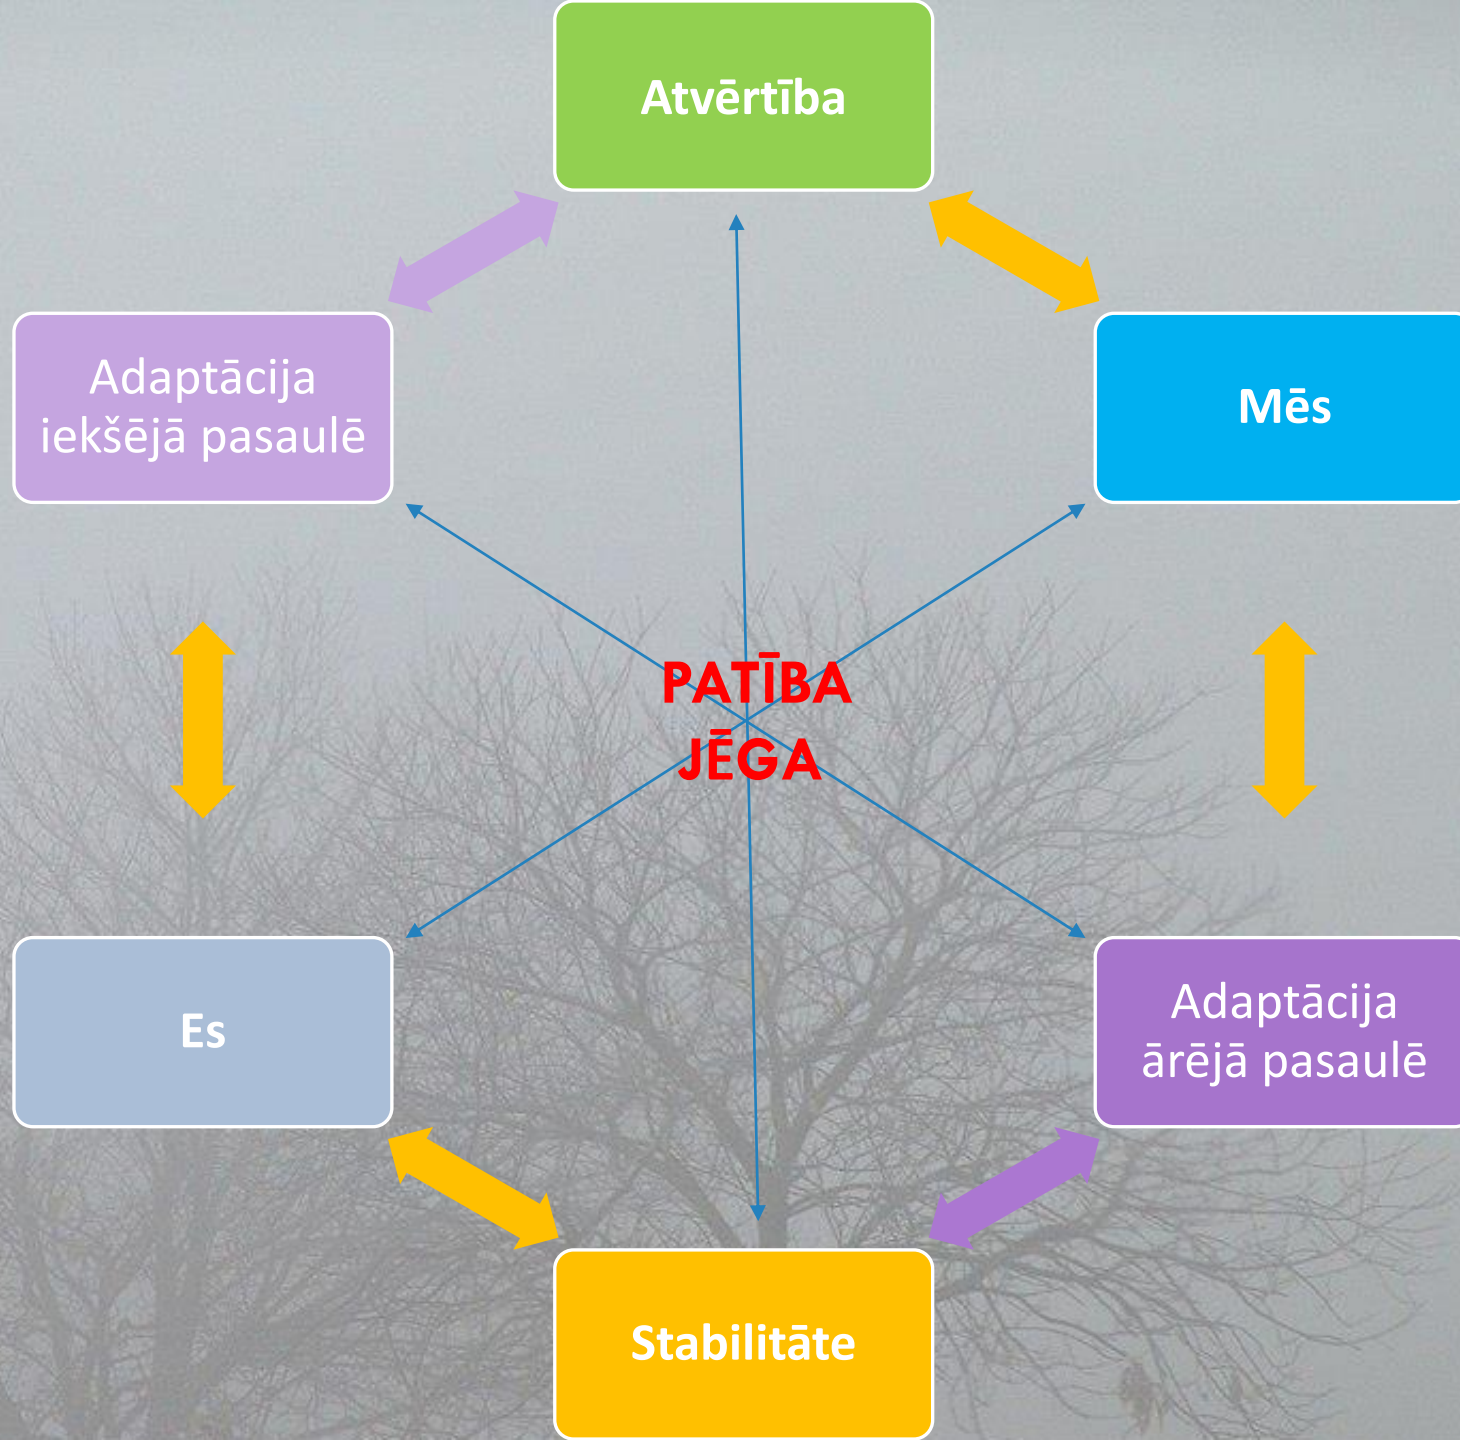 Atvērtība
Adaptācija
iekšējā pasaulē
Mēs
PATĪBA
JĒGA
Es
Adaptācija
ārējā pasaulē
Stabilitāte